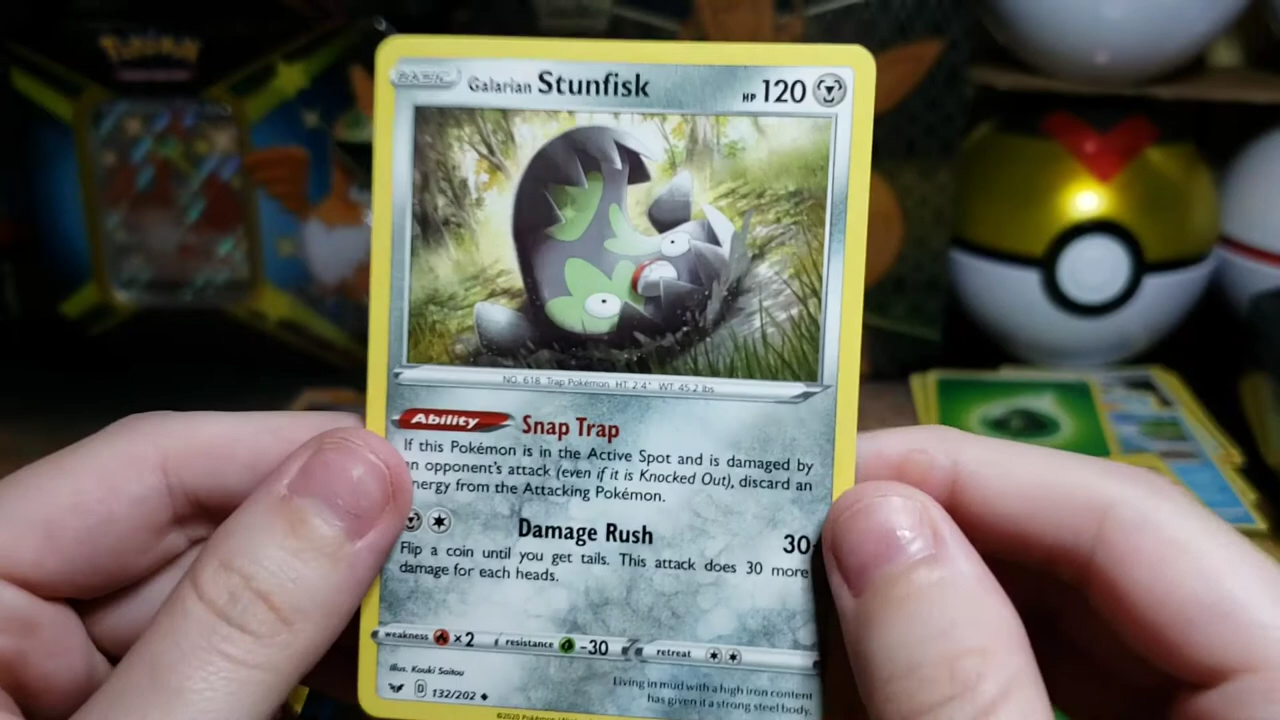 Pokémon
BASIC Galarian Stunfisk HP 120
NO. 618 Trap Pokémon HT: 2'4" WT: 45.2 lbs
Ability Snap Trap
If this Pokémon is in the Active Spot and is damaged by
n opponent's attack (even if it is Knocked Out), discard an
nergy from the Attacking Pokémon.
Damage Rush 30
Flip a coin until you get tails. This attack does 30 more
damage for each heads.
weakness ×2 resistance -30 retreat
Illus. Kouki Saitou
D 132/202
Living in mud with a high iron content
has given it a strong steel body.
©2020 Pokémon